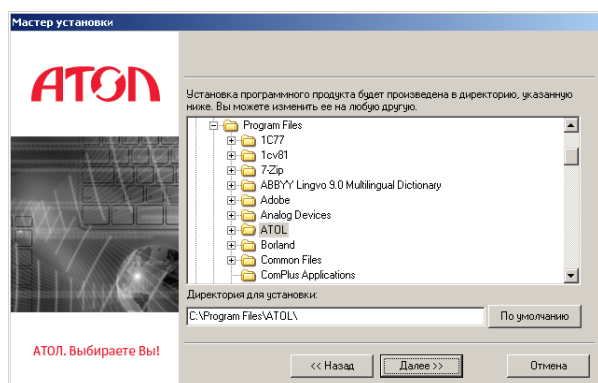 Мастер установки
АТОЛ
Установка программного продукта будет произведена в директорию, указанную
ниже. Вы можете изменить ее на любую другую.
Program Files
1C77
1cv81
7-Zip
ABBYY Lingvo 9.0 Multilingual Dictionary
Adobe
Analog Devices
ATOL
Borland
Common Files
ComPlus Applications
Директория для установки:
C:\Program Files\ATOL\
По умолчанию
АТОЛ. Выбираете Вы!
<< Назад
Далее >>
Отмена